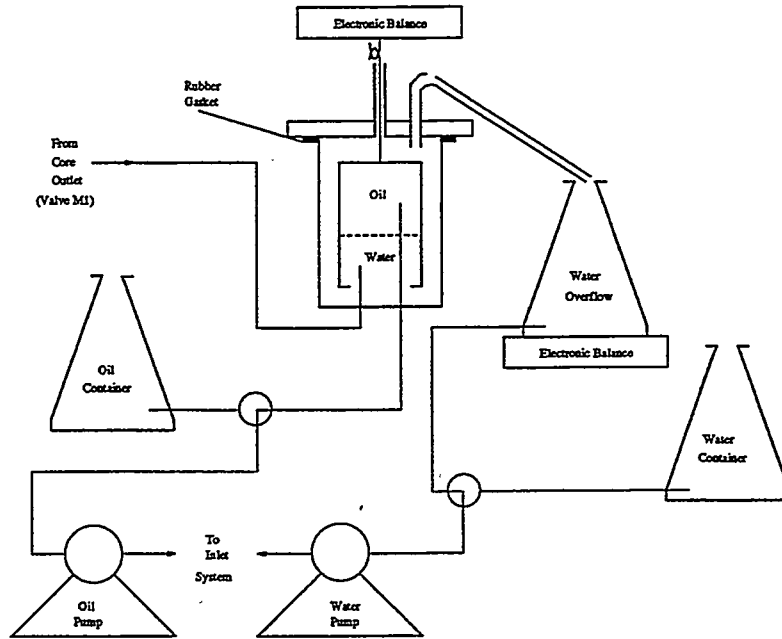 Electronic Balance
Rubber
Gasket
From
Core
Outlet
(Valve M1)
Oil
Water
Water
Overflow
Electronic Balance
Oil
Container
Water
Container
To
Inlet
System
Oil
Pump
Water
Pump